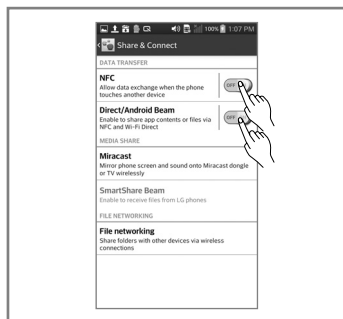 100% 1:07 PM
Share & Connect
DATA TRANSFER
NFC
Allow data exchange when the phone
touches another device
OFF
Direct/Android Beam
Enable to share app contents or files via
NFC and Wi-Fi Direct
OFF
MEDIA SHARE
Miracast
Mirror phone screen and sound onto Miracast dongle
or TV wirelessly
SmartShare Beam
Enable to receive files from LG phones
FILE NETWORKING
File networking
Share folders with other devices via wireless
connections